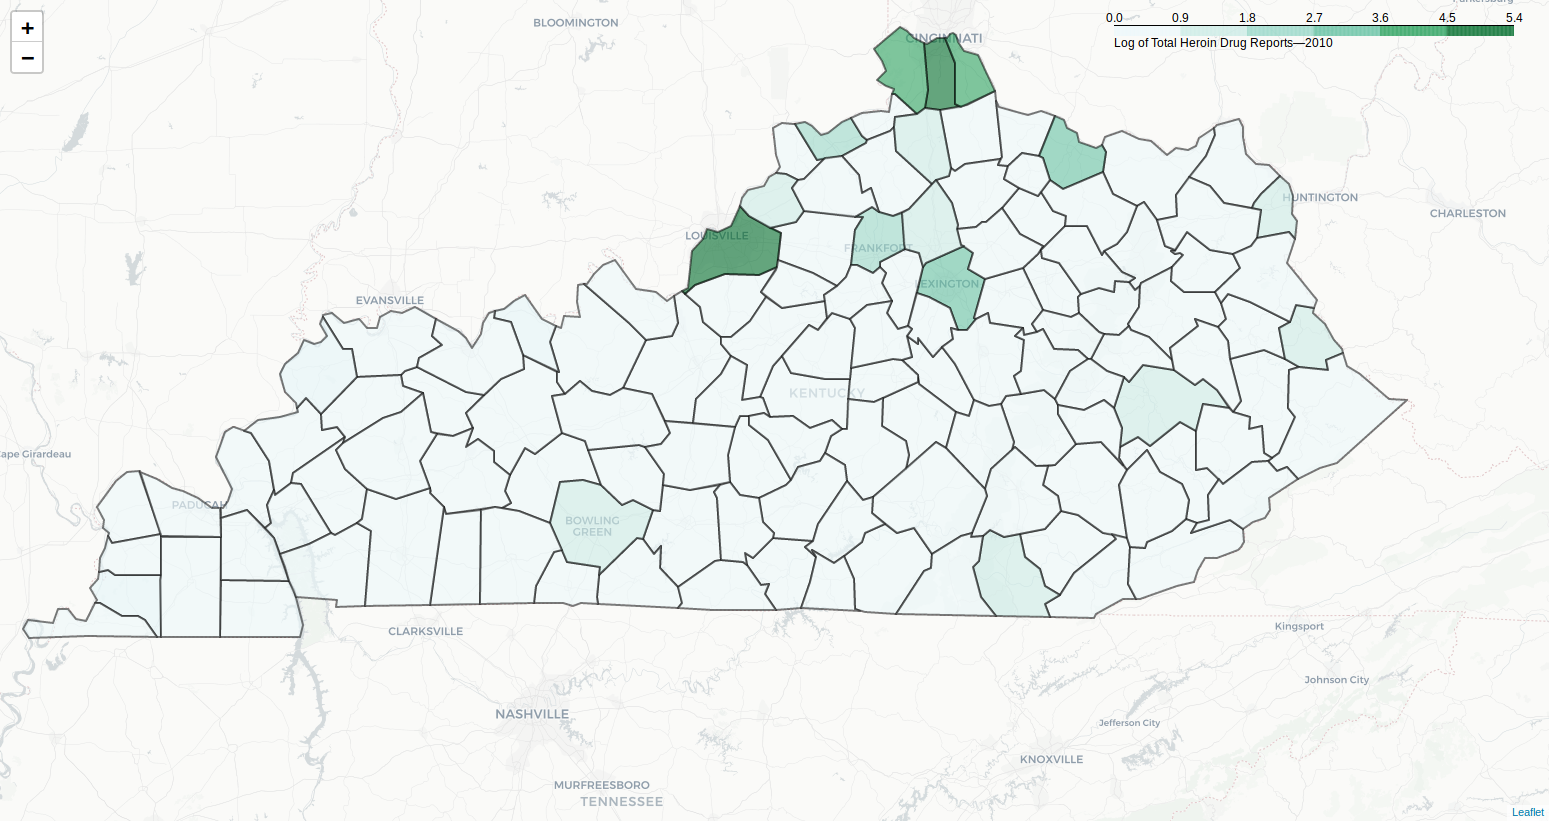 +
−
BLOOMINGTON
CINCINNATI
0.0 0.9 1.8 2.7 3.6 4.5 5.4
Log of Total Heroin Drug Reports—2010
HUNTINGTON
CHARLESTON
LOUISVILLE
FRANKFORT
LEXINGTON
EVANSVILLE
KENTUCKY
Cape Girardeau
PADUCAH
BOWLING
GREEN
CLARKSVILLE
Kingsport
Johnson City
NASHVILLE
Jefferson City
KNOXVILLE
MURFREESBORO
TENNESSEE
Leaflet